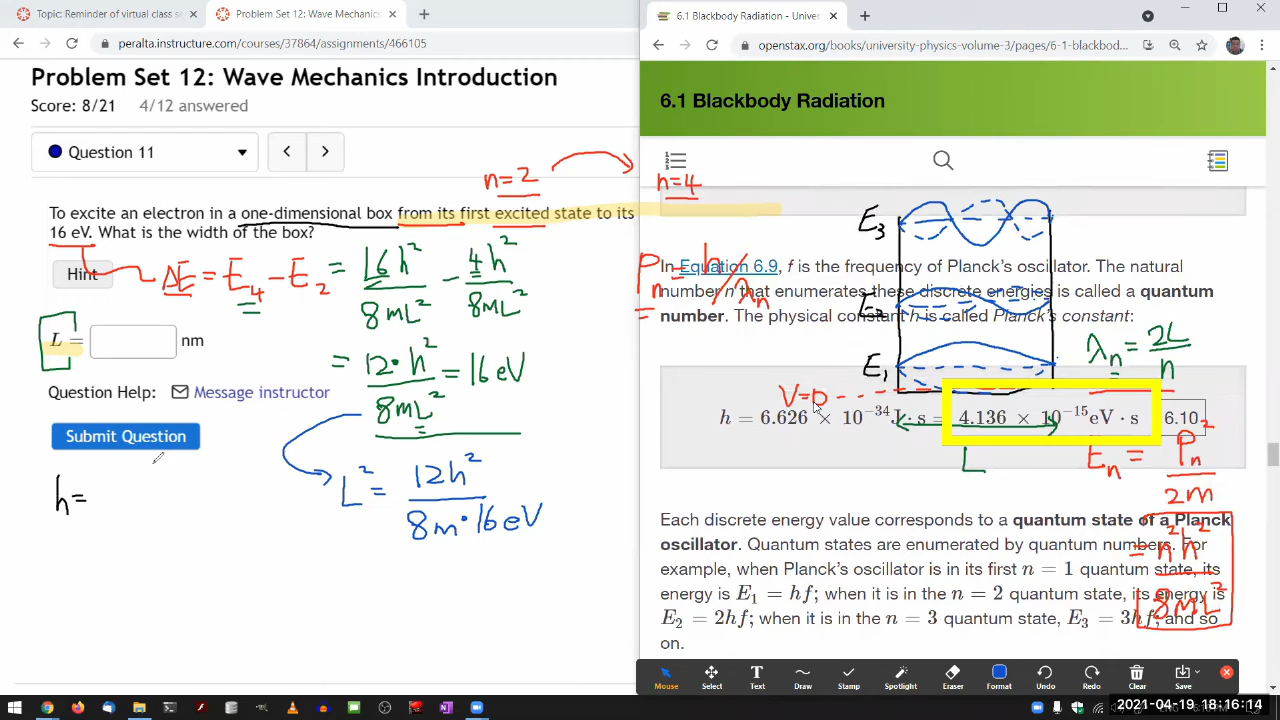 Topic: Reminder of virtual class se
Problem Set 12: Wave Mechanics
peralta.instructure.com/courses/37864/assignments/466105
Problem Set 12: Wave Mechanics Introduction
Score: 8/21 4/12 answered
Question 11
n=2
To excite an electron in a one-dimensional box from its first excited state to its
16 eV. What is the width of the box?
Hint
ΔE = E4 - E2 = 16h²/8mL² - 4h²/8mL²
L = nm
= 12·h²/8mL² = 16eV
Question Help: Message instructor
Submit Question
h=
L² = 12h²/8m·16eV
6.1 Blackbody Radiation - Univer
openstax.org/books/university-physics-volume-3/pages/6-1-blackb
6.1 Blackbody Radiation
n=4
E3
Pn = h/λn
In Equation 6.9, f is the frequency of Planck's oscillator. The natural
number n that enumerates these discrete energies is called a quantum
number. The physical constant h is called Planck's constant:
E2
E1
λn = 2L/n
V=0
h = 6.626 × 10⁻³⁴ J · s = 4.136 × 10⁻¹⁵ eV · s 6.10
L
En = Pn²/2m
= n²h²/8mL²
Each discrete energy value corresponds to a quantum state of a Planck
oscillator. Quantum states are enumerated by quantum numbers. For
example, when Planck's oscillator is in its first n = 1 quantum state, its
energy is E₁ = hf; when it is in the n = 2 quantum state, its energy is
E₂ = 2hf; when it is in the n = 3 quantum state, E₃ = 3hf; and so
on.
Mouse Select Text Draw Stamp Spotlight Eraser Format Undo Redo Clear Save
2021-04-19 18:16:14